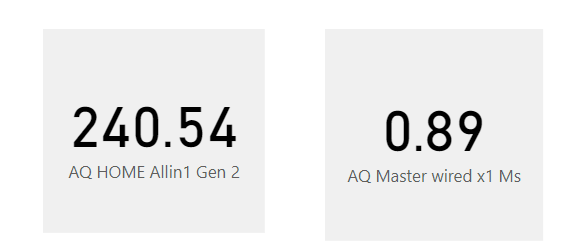 240.54
AQ HOME Allin1 Gen 2
0.89
AQ Master wired x1 Ms